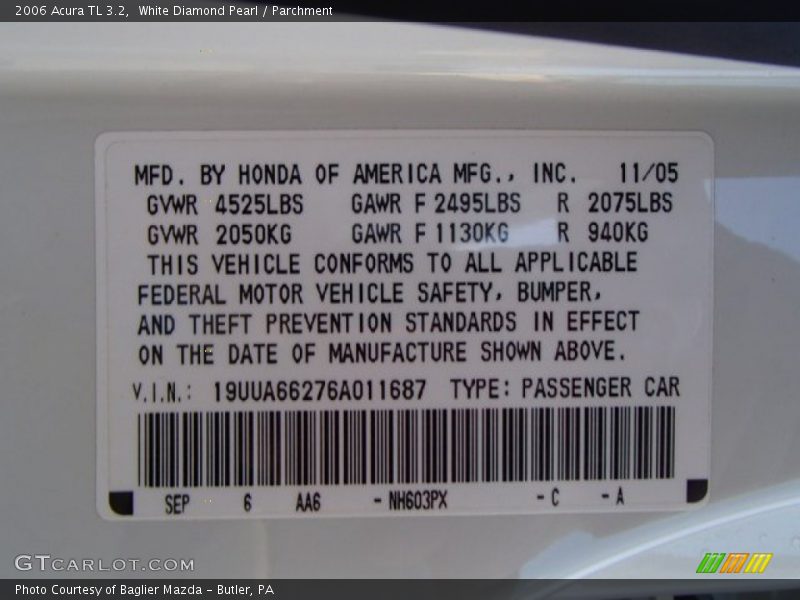 2006 Acura TL 3.2,  White Diamond Pearl / Parchment
MFD. BY HONDA OF AMERICA MFG., INC. 11/05
GVWR 4525LBS GAWR F 2495LBS R 2075LBS
GVWR 2050KG GAWR F 1130KG R 940KG
THIS VEHICLE CONFORMS TO ALL APPLICABLE
FEDERAL MOTOR VEHICLE SAFETY, BUMPER,
AND THEFT PREVENTION STANDARDS IN EFFECT
ON THE DATE OF MANUFACTURE SHOWN ABOVE.
V.I.N.: 19UUA66276A011687 TYPE: PASSENGER CAR
SEP 6 AA6 - NH603PX - C - A
GTCARLOT.COM
Photo Courtesy of Baglier Mazda - Butler, PA